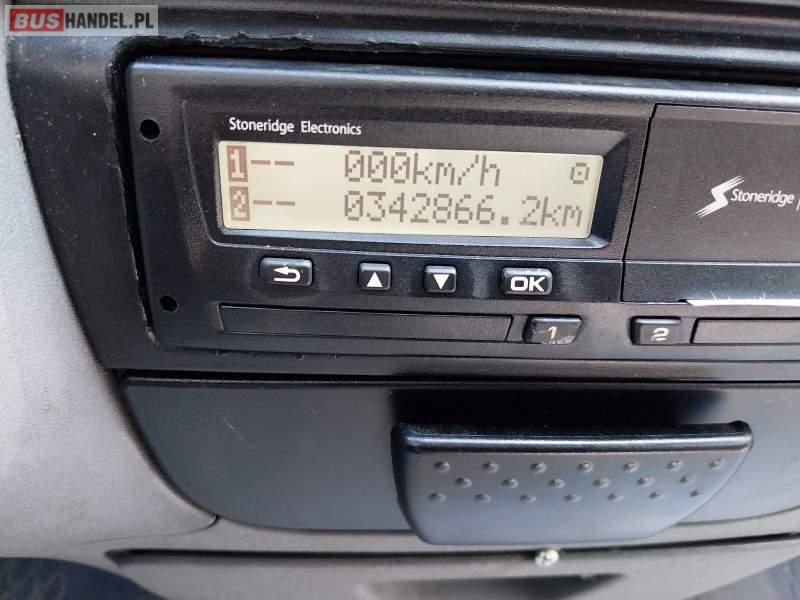 BUSHANDEL.PL
Stoneridge Electronics
1-- 000km/h
2-- 0342866.2km
Stoneridge
OK
1
2